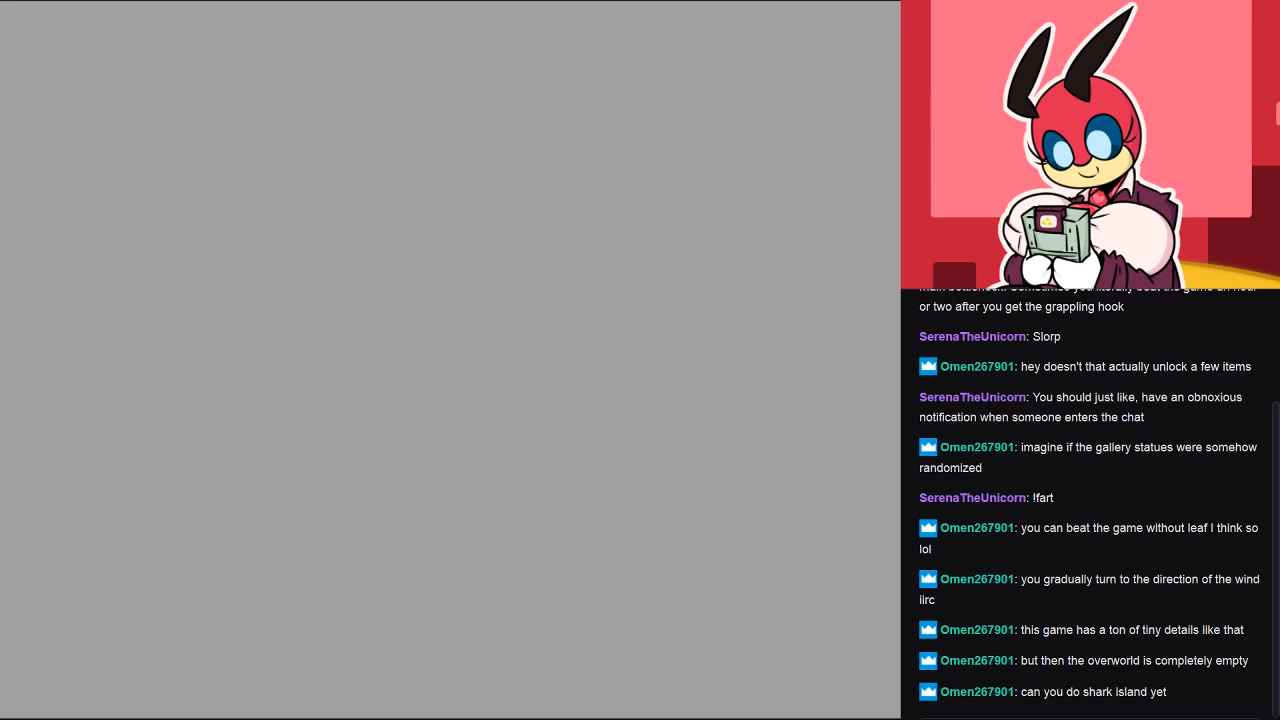 or two after you get the grappling hook
SerenaTheUnicorn: Slorp
Omen267901: hey doesn't that actually unlock a few items
SerenaTheUnicorn: You should just like, have an obnoxious
notification when someone enters the chat
Omen267901: imagine if the gallery statues were somehow
randomized
SerenaTheUnicorn: !fart
Omen267901: you can beat the game without leaf I think so
lol
Omen267901: you gradually turn to the direction of the wind
iirc
Omen267901: this game has a ton of tiny details like that
Omen267901: but then the overworld is completely empty
Omen267901: can you do shark island yet